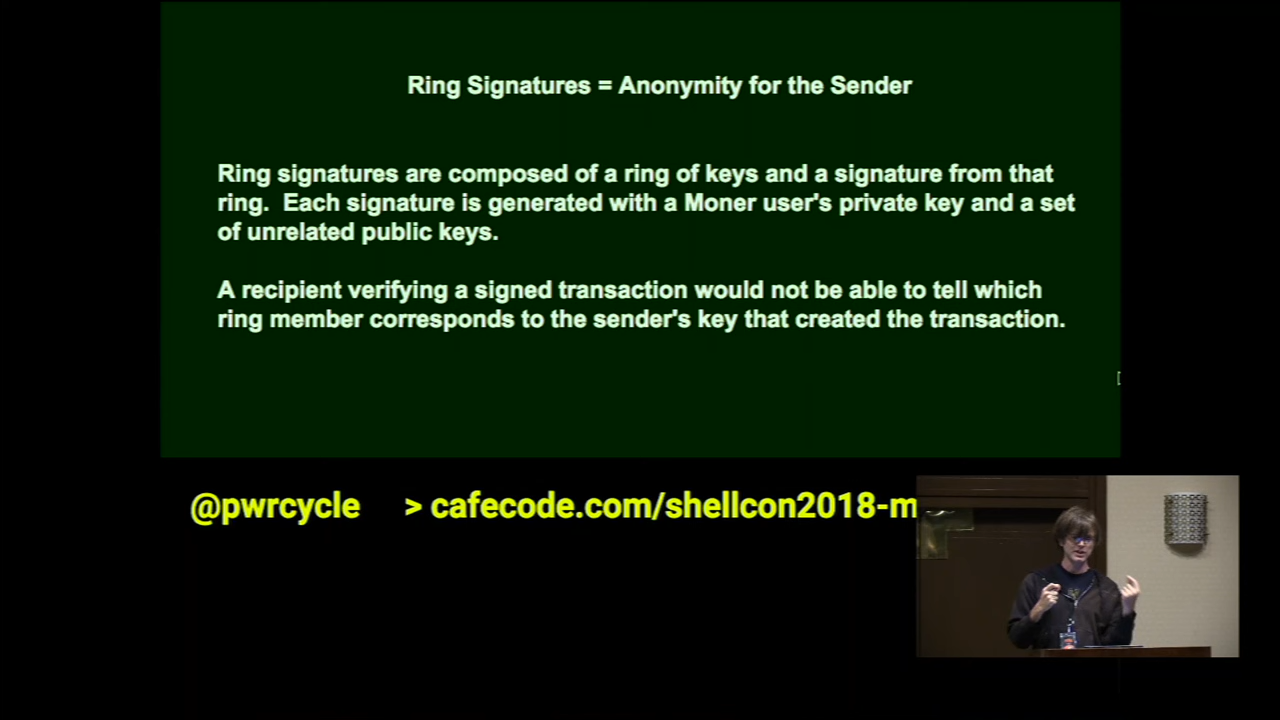 Ring Signatures = Anonymity for the Sender
Ring signatures are composed of a ring of keys and a signature from that
ring. Each signature is generated with a Moner user's private key and a set
of unrelated public keys.
A recipient verifying a signed transaction would not be able to tell which
ring member corresponds to the sender's key that created the transaction.
@pwrcycle > cafecode.com/shellcon2018-m